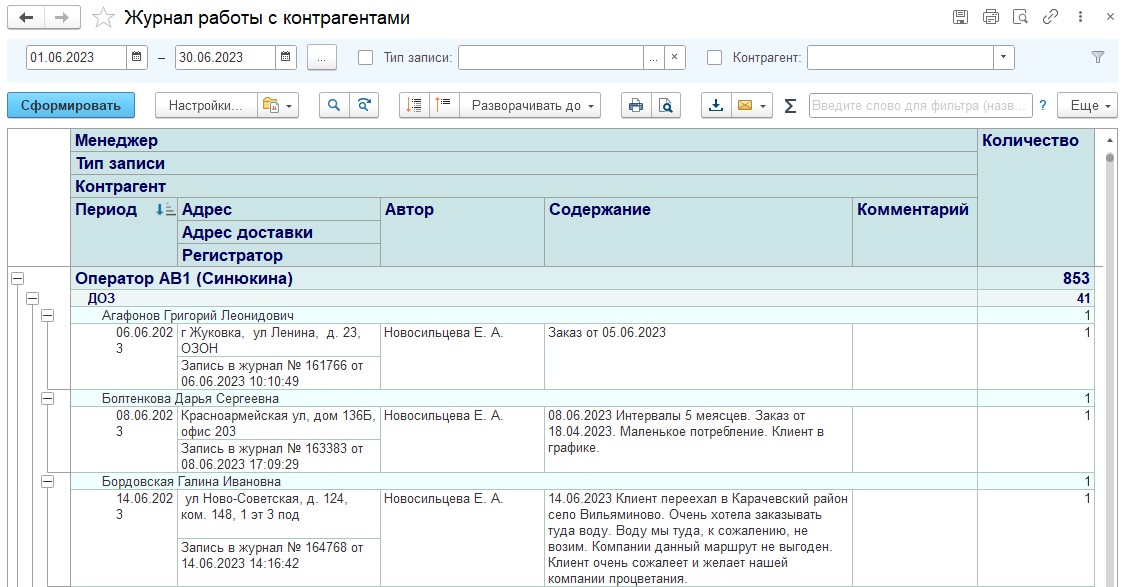 Журнал работы с контрагентами
01.06.2023 – 30.06.2023 ... Тип записи: ... × Контрагент:
Сформировать Настройки... Разворачивать до Σ Введите слово для фильтра (назв... ? Еще
Менеджер Количество
Тип записи
Контрагент
Период Адрес Автор Содержание Комментарий
Адрес доставки
Регистратор
Оператор АВ1 (Синюкина) 853
ДОЗ 41
Агафонов Григорий Леонидович 1
06.06.202 г Жуковка, ул Ленина, д. 23, Новосильцева Е. А. Заказ от 05.06.2023 1
3 ОЗОН
Запись в журнал № 161766 от
06.06.2023 10:10:49
Болтенкова Дарья Сергеевна 1
08.06.202 Красноармейская ул, дом 136Б, Новосильцева Е. А. 08.06.2023 Интервалы 5 меясцев. Заказ от 1
3 офис 203 18.04.2023. Маленькое потребление. Клиент в
Запись в журнал № 163383 от графике.
08.06.2023 17:09:29
Бордовская Галина Ивановна 1
14.06.202 ул Ново-Советская, д. 124, Новосильцева Е. А. 14.06.2023 Клиент переехал в Карачевский район 1
3 ком. 148, 1 эт 3 под село Вильяминово. Очень хотела заказывать
туда воду. Воду мы туда, к сожалению, не
Запись в журнал № 164768 от возим. Компании данный маршрут не выгоден.
14.06.2023 14:16:42 Клиент очень сожалеет и желает нашей
компании процветания.